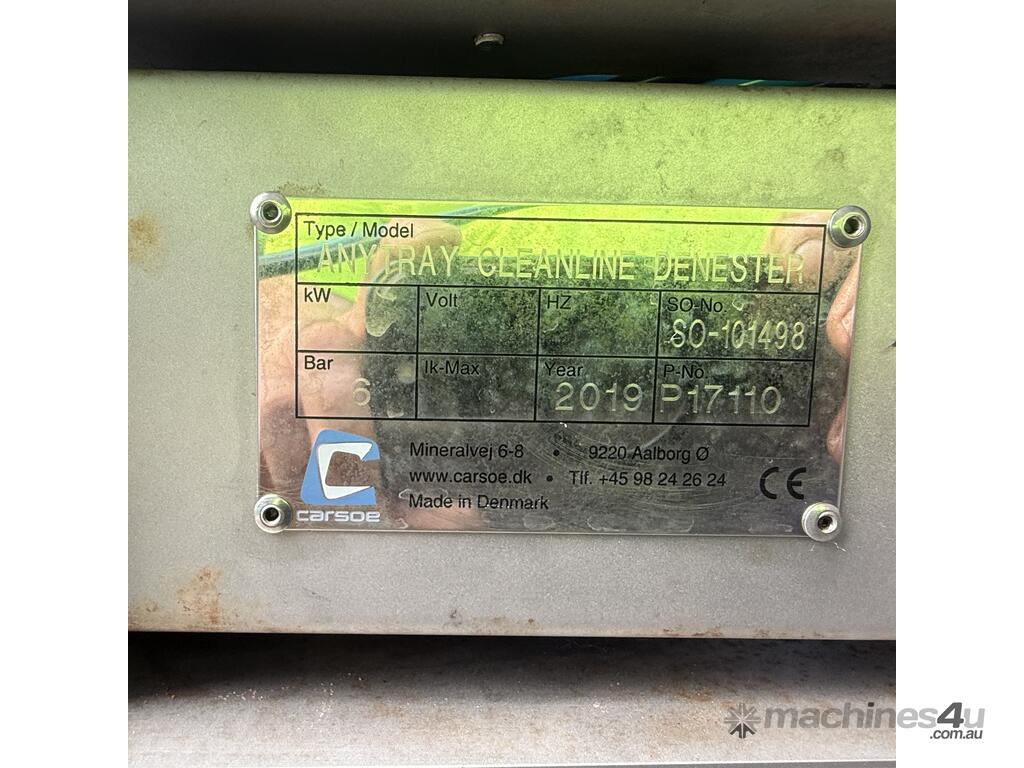 Type / Model
ANYTRAY CLEANLINE DENESTER
kW Volt HZ SO-No.
SO-101498
Bar Ik-Max Year P-No.
6 2019 P17110
Mineralvej 6-8 • 9220 Aalborg Ø
www.carsoe.dk • Tlf. +45 98 24 26 24
Made in Denmark
CE
carsoe
machines4u
.com.au